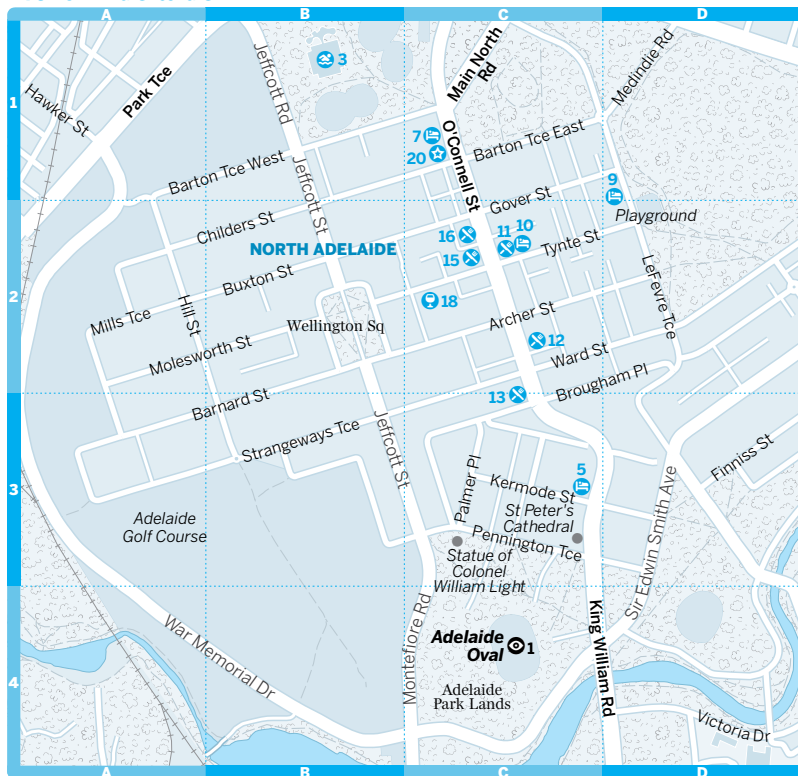 A B C D
1
2
3
4
Hawker St
Park Tce
Jeffcott Rd
3
Main North
Rd
Medindie Rd
7
20
O'Connell St
Barton Tce East
Barton Tce West
Jeffcott St
9
Playground
Gover St
Childers St
16
11
10
NORTH ADELAIDE
15
Tynte St
Buxton St
LeFevre Tce
Hill St
18
Mills Tce
Wellington Sq
Archer St
Molesworth St
12
Ward St
Barnard St
13
Brougham Pl
Jeffcott St
Strangeways Tce
Finniss St
5
Palmer Pl
Kermode St
St Peter's
Cathedral
Adelaide
Golf Course
Pennington Tce
Statue of
Colonel
William Light
Sir Edwin Smith Ave
War Memorial Dr
Montefiore Rd
King William Rd
Adelaide
Oval
1
Adelaide
Park Lands
Victoria Dr
A B C D
1
2
3
4